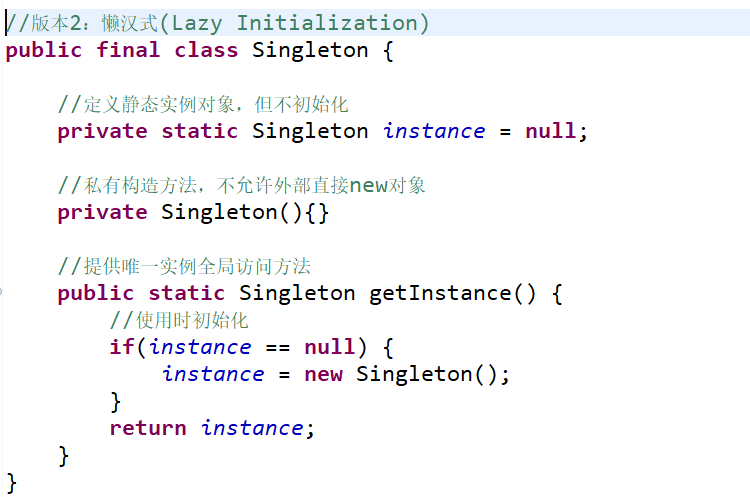 //版本2：懒汉式(Lazy Initialization)
public final class Singleton {
//定义静态实例对象，但不初始化
private static Singleton instance = null;
//私有构造方法，不允许外部直接new对象
private Singleton(){}
//提供唯一实例全局访问方法
public static Singleton getInstance() {
//使用时初始化
if(instance == null) {
instance = new Singleton();
}
return instance;
}
}